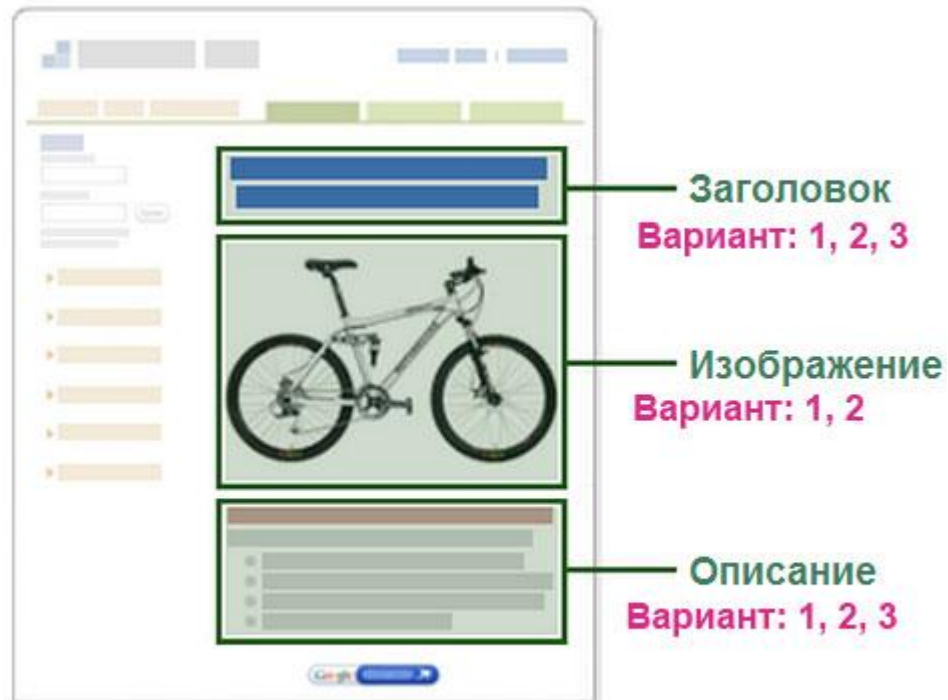 Заголовок
Вариант: 1, 2, 3
Изображение
Вариант: 1, 2
Описание
Вариант: 1, 2, 3
Google